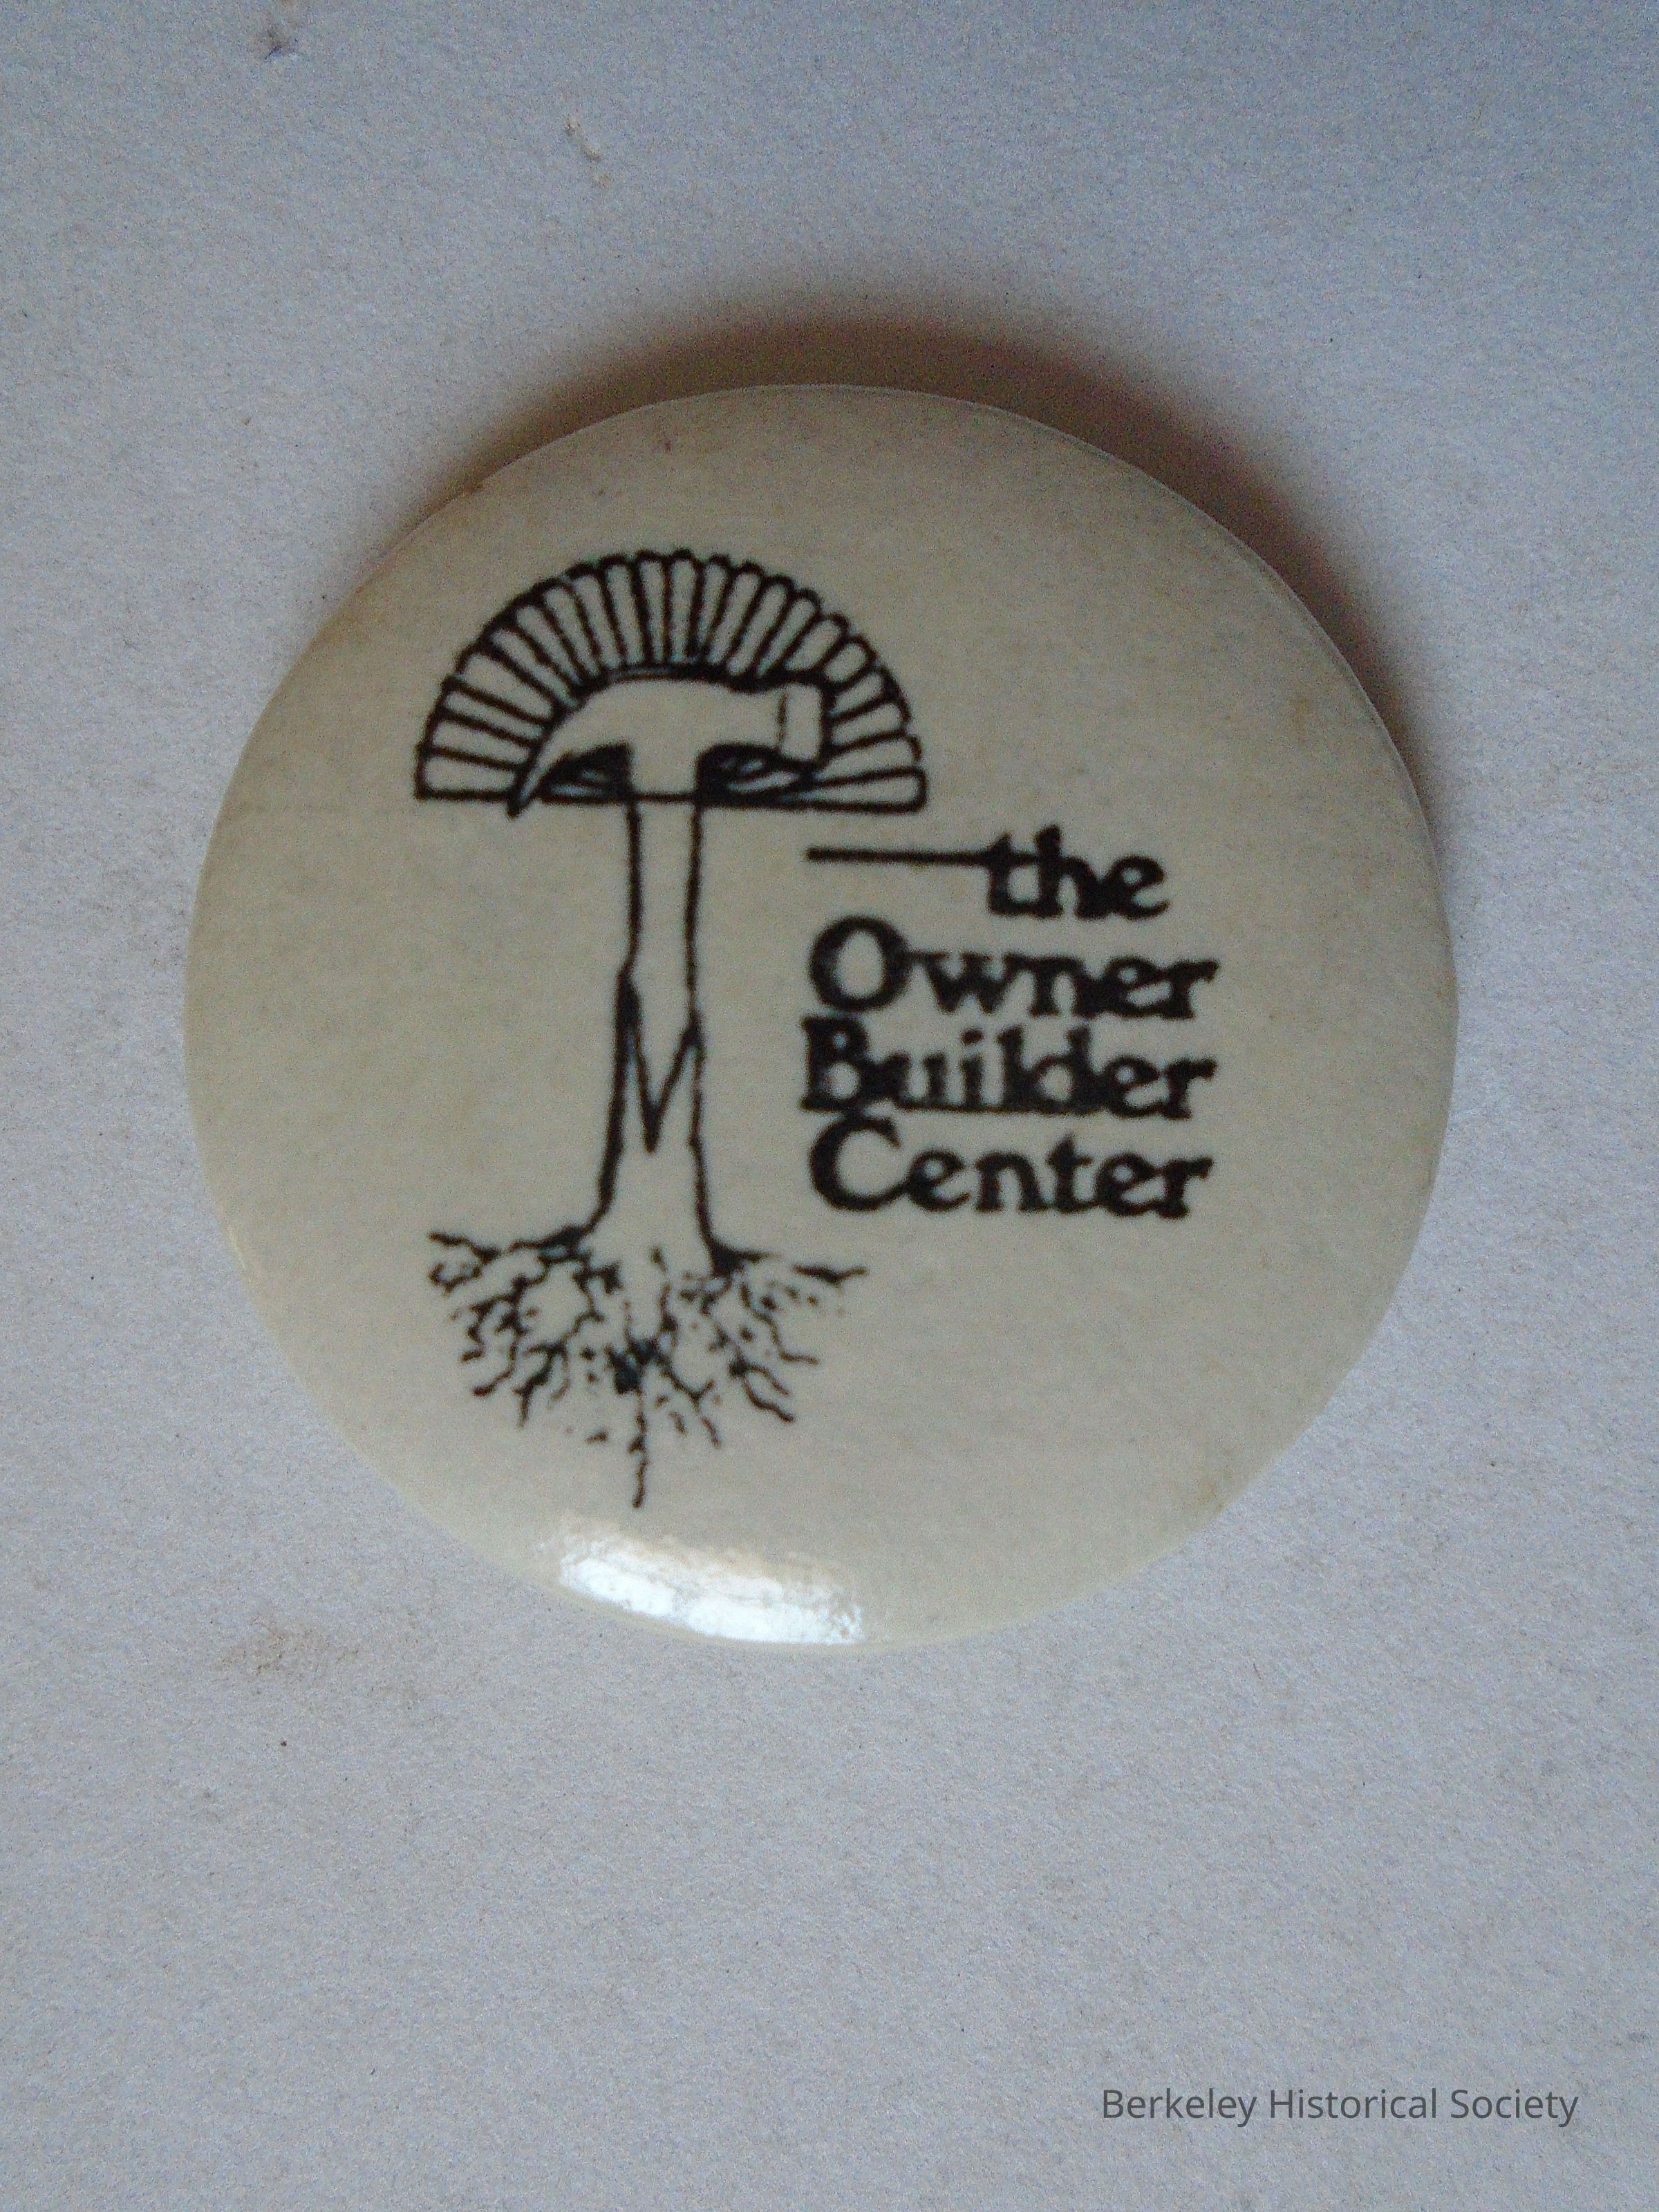 the
Owner
Builder
Center
Berkeley Historical Society